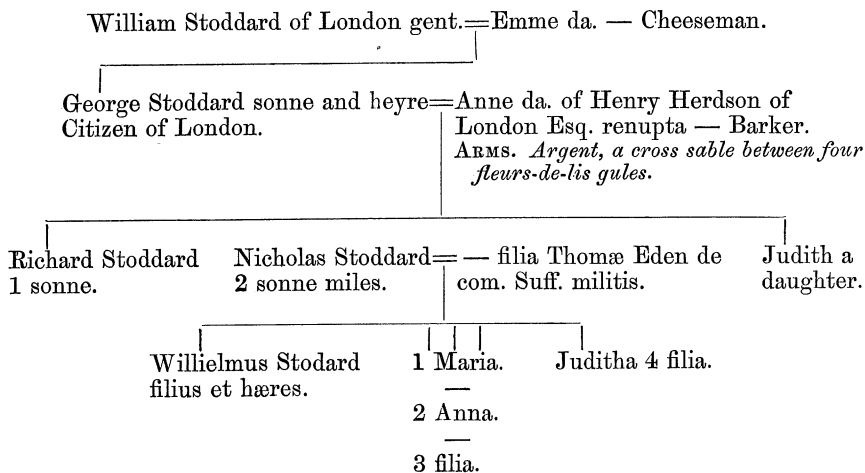 William Stoddard of London gent.=Emme da. — Cheeseman.
George Stoddard sonne and heyre=Anne da. of Henry Herdson of
Citizen of London.
London Esq. renupta — Barker.
ARMS. Argent, a cross sable between four
fleurs-de-lis gules.
Richard Stoddard
1 sonne.
Nicholas Stoddard= — filia Thomæ Eden de
2 sonne miles.
com. Suff. militis.
Judith a
daughter.
Willielmus Stodard
filius et hæres.
1 Maria.
—
2 Anna.
—
3 filia.
Juditha 4 filia.